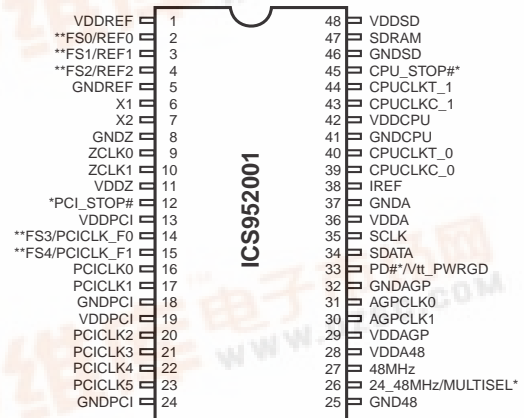 VDDREF 1 48 VDDSD
**FS0/REF0 2 47 SDRAM
**FS1/REF1 3 46 GNDSD
**FS2/REF2 4 45 CPU_STOP#*
GNDREF 5 44 CPUCLKT_1
X1 6 43 CPUCLKC_1
X2 7 42 VDDCPU
GNDZ 8 41 GNDCPU
ZCLK0 9 40 CPUCLKT_0
ZCLK1 10 39 CPUCLKC_0
VDDZ 11 38 IREF
*PCI_STOP# 12 37 GNDA
VDDPCI 13 36 VDDA
**FS3/PCICLK_F0 14 35 SCLK
**FS4/PCICLK_F1 15 34 SDATA
PCICLK0 16 33 PD#*/Vtt_PWRGD
PCICLK1 17 32 GNDAGP
GNDPCI 18 31 AGPCLK0
VDDPCI 19 30 AGPCLK1
PCICLK2 20 29 VDDAGP
PCICLK3 21 28 VDDA48
PCICLK4 22 27 48MHz
PCICLK5 23 26 24_48MHz/MULTISEL*
GNDPCI 24 25 GND48
ICS952001